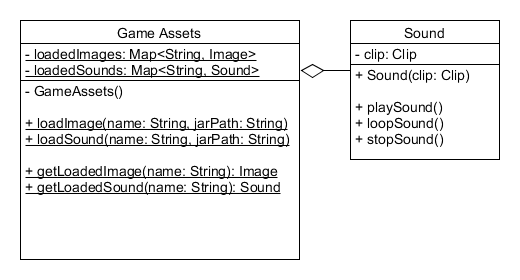 Game Assets
- loadedImages: Map<String, Image>
- loadedSounds: Map<String, Sound>
- GameAssets()
+ loadImage(name: String, jarPath: String)
+ loadSound(name: String, jarPath: String)
+ getLoadedImage(name: String): Image
+ getLoadedSound(name: String): Sound
Sound
- clip: Clip
+ Sound(clip: Clip)
+ playSound()
+ loopSound()
+ stopSound()